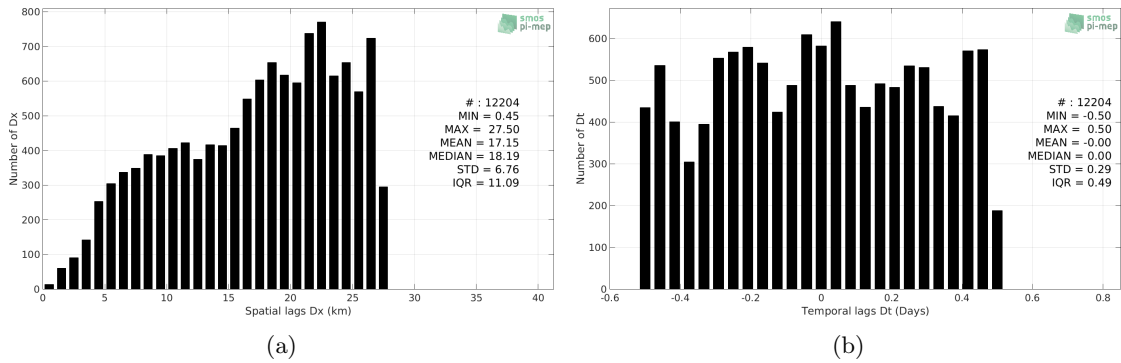 smos
pi-mep
800
700
600
500
400
300
200
100
0
Number of Dx
# : 12204
MIN = 0.45
MAX = 27.50
MEAN = 17.15
MEDIAN = 18.19
STD = 6.76
IQR = 11.09
0 5 10 15 20 25 30 35 40
Spatial lags Dx (km)
(a)
smos
pi-mep
600
500
400
300
200
100
0
Number of Dt
# : 12204
MIN = -0.50
MAX = 0.50
MEAN = -0.00
MEDIAN = 0.00
STD = 0.29
IQR = 0.49
-0.6 -0.4 -0.2 0 0.2 0.4 0.6 0.8
Temporal lags Dt (Days)
(b)